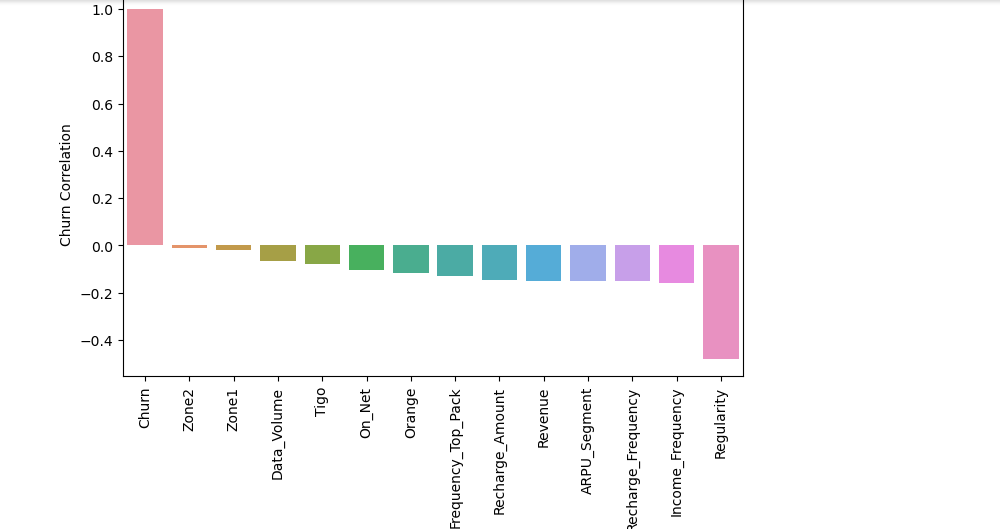 1.0
0.8
0.6
0.4
0.2
0.0
−0.2
−0.4
Churn Correlation
Churn
Zone2
Zone1
Data_Volume
Tigo
On_Net
Orange
Frequency_Top_Pack
Recharge_Amount
Revenue
ARPU_Segment
Recharge_Frequency
Income_Frequency
Regularity